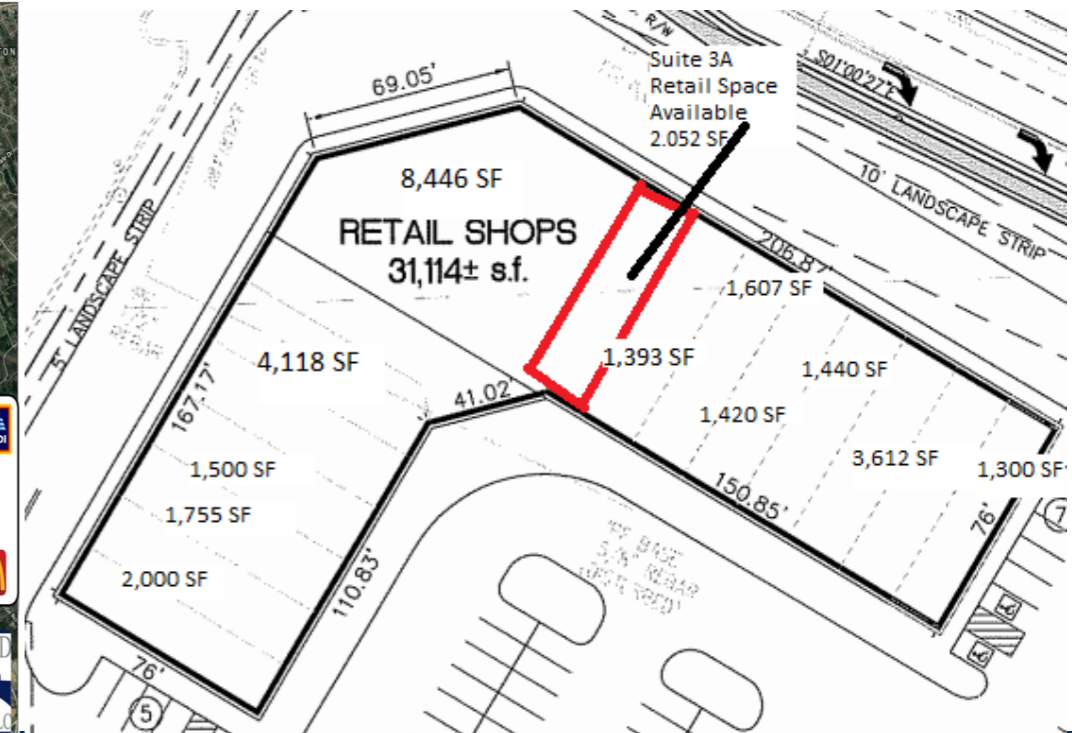 R/W
S01°00'27"E
Suite 3A
Retail Space
Available
2.052 SF
69.05'
10' LANDSCAPE STRIP
8,446 SF
RETAIL SHOPS
31,114± s.f.
206.87'
1,607 SF
5' LANDSCAPE STRIP
4,118 SF
1,393 SF
1,440 SF
167.17'
41.02'
1,420 SF
3,612 SF
1,300 SF
1,500 SF
150.85'
76'
7
1,755 SF
2,000 SF
110.83'
76'
5